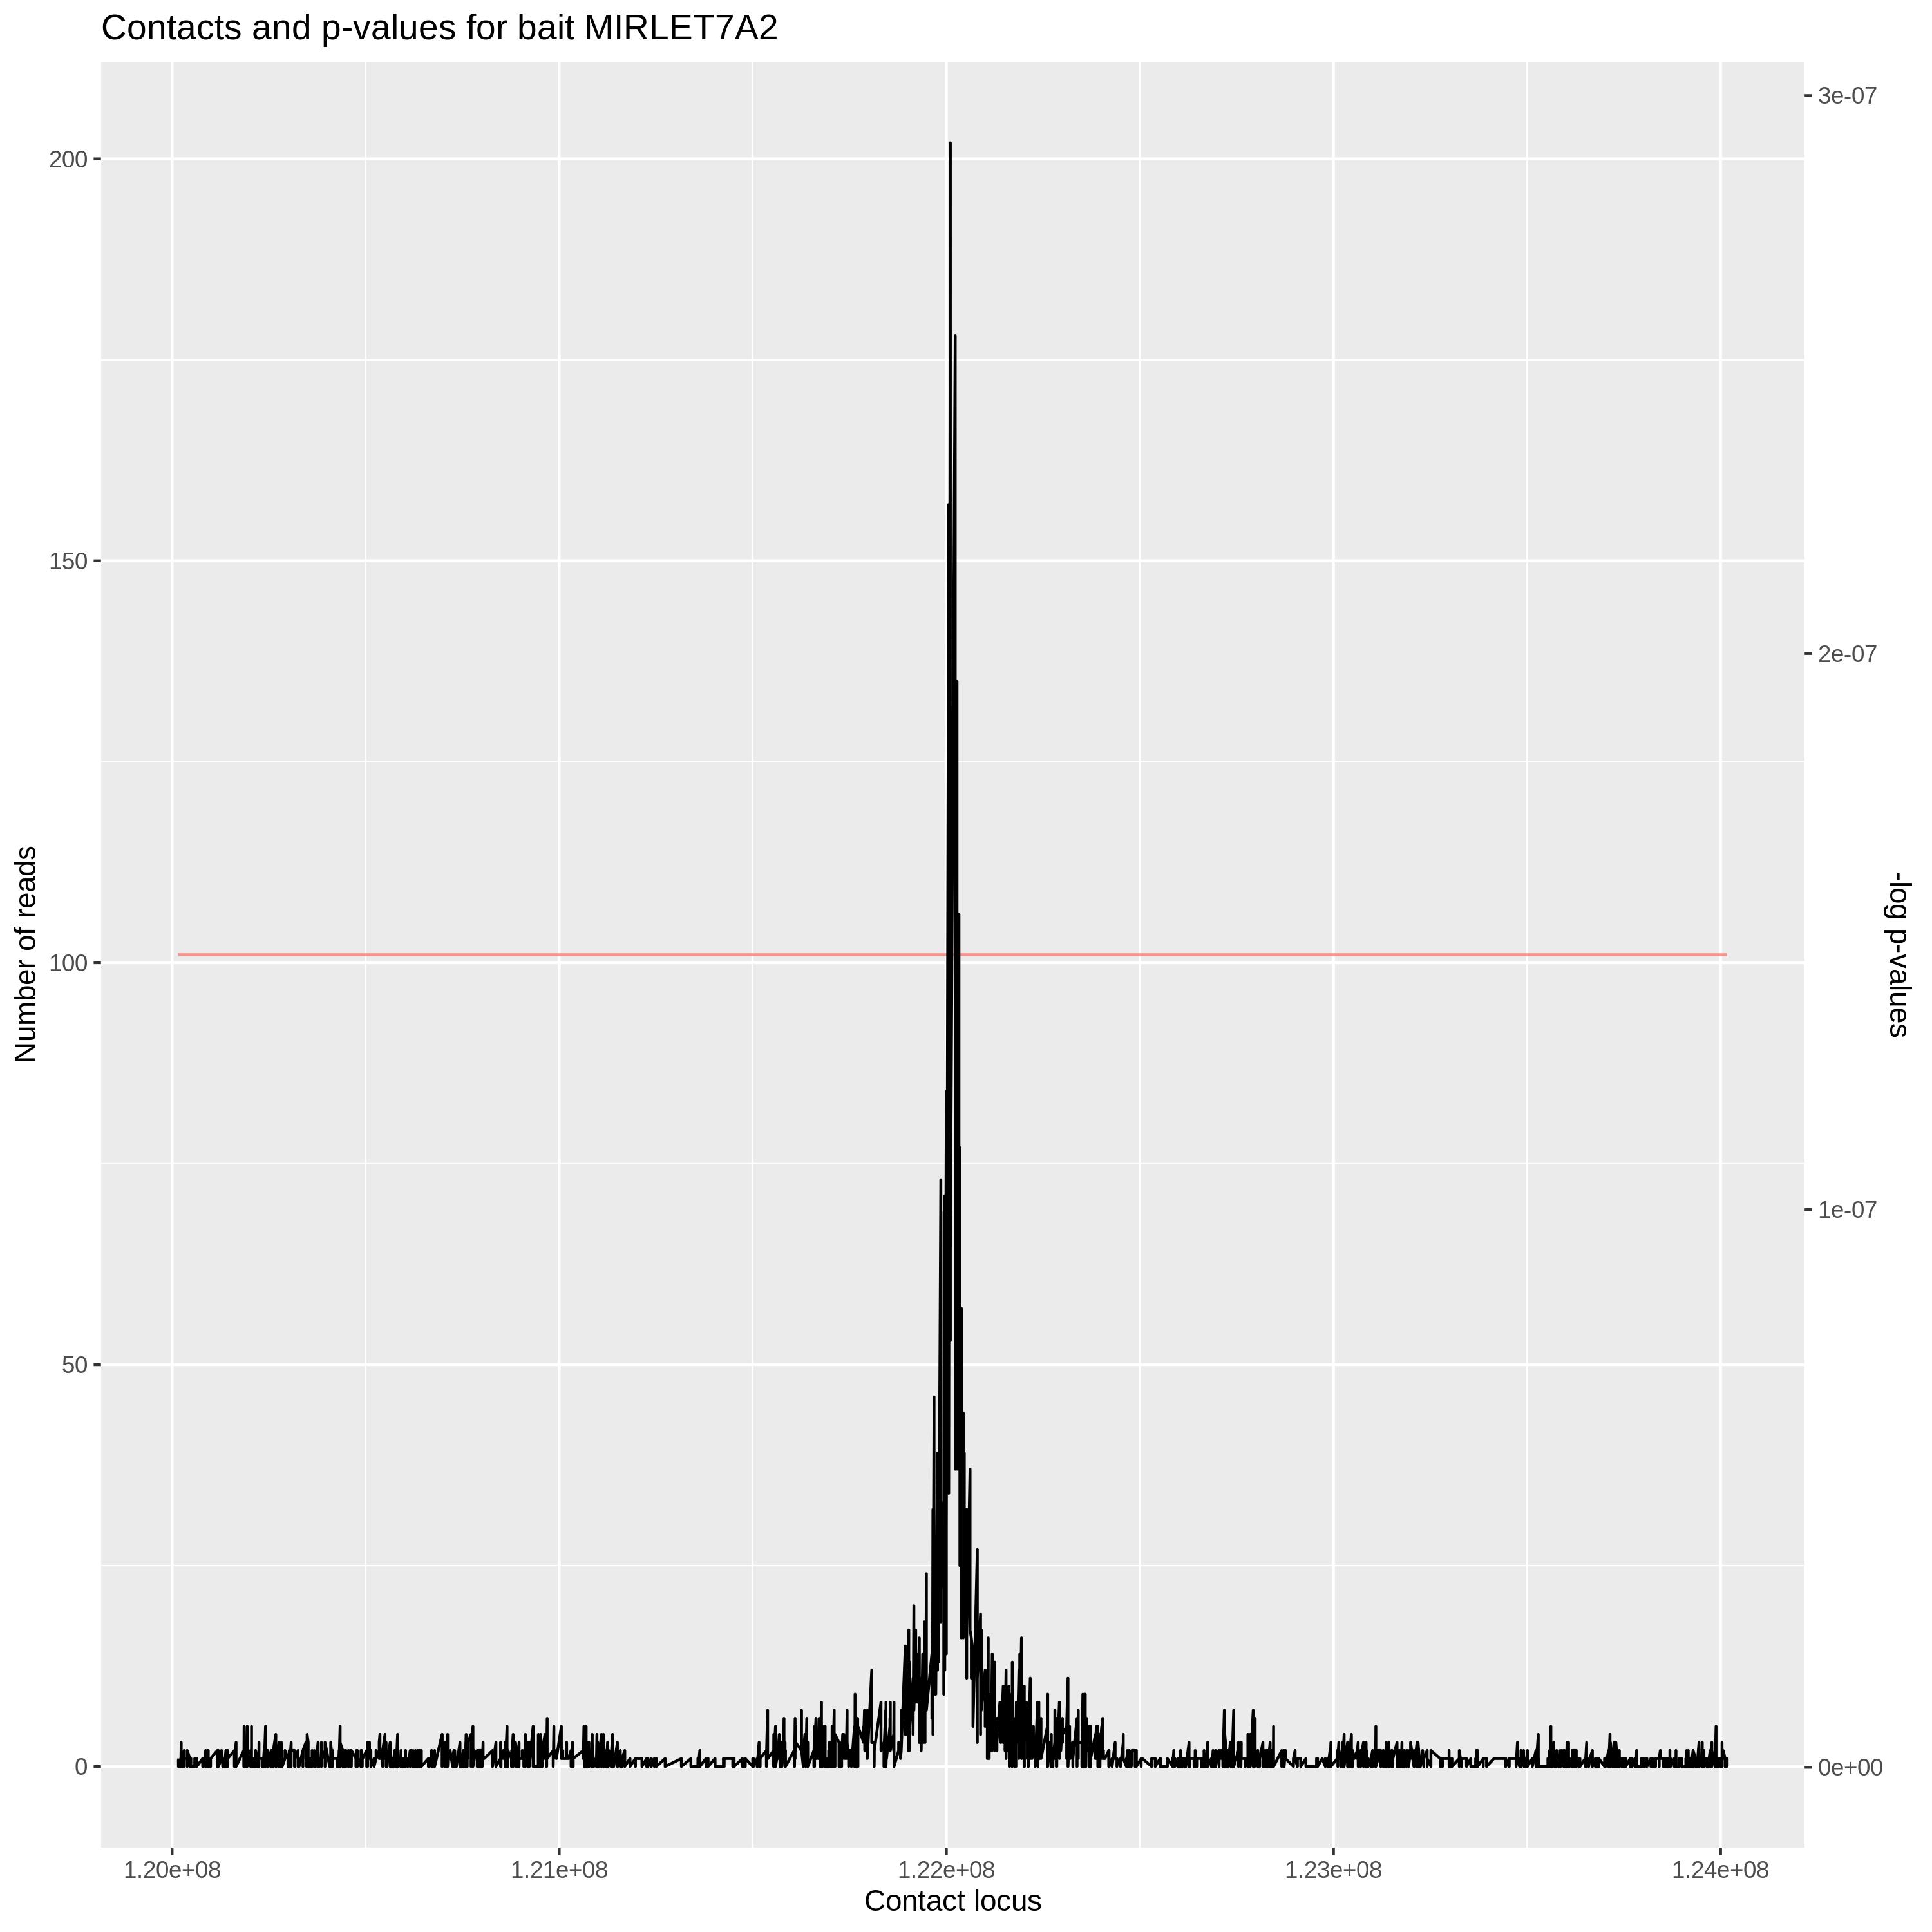 Contacts and p-values for bait MIRLET7A2
200
150
100
50
0
Number of reads
3e-07
2e-07
1e-07
0e+00
-log p-values
1.20e+08
1.21e+08
1.22e+08
1.23e+08
1.24e+08
Contact locus